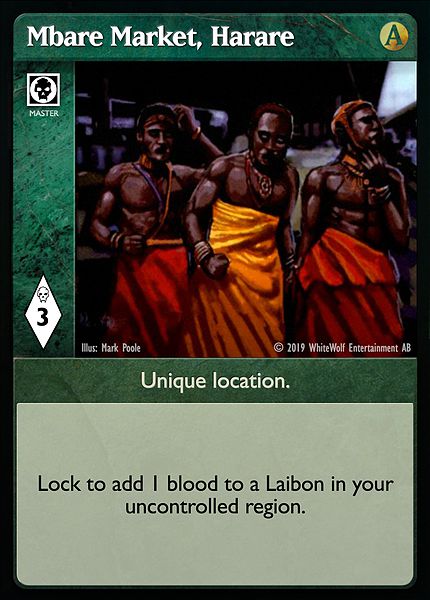 Mbare Market, Harare
A
MASTER
3
Illus: Mark Poole
© 2019 WhiteWolf Entertainment AB
Unique location.
Lock to add 1 blood to a Laibon in your
uncontrolled region.